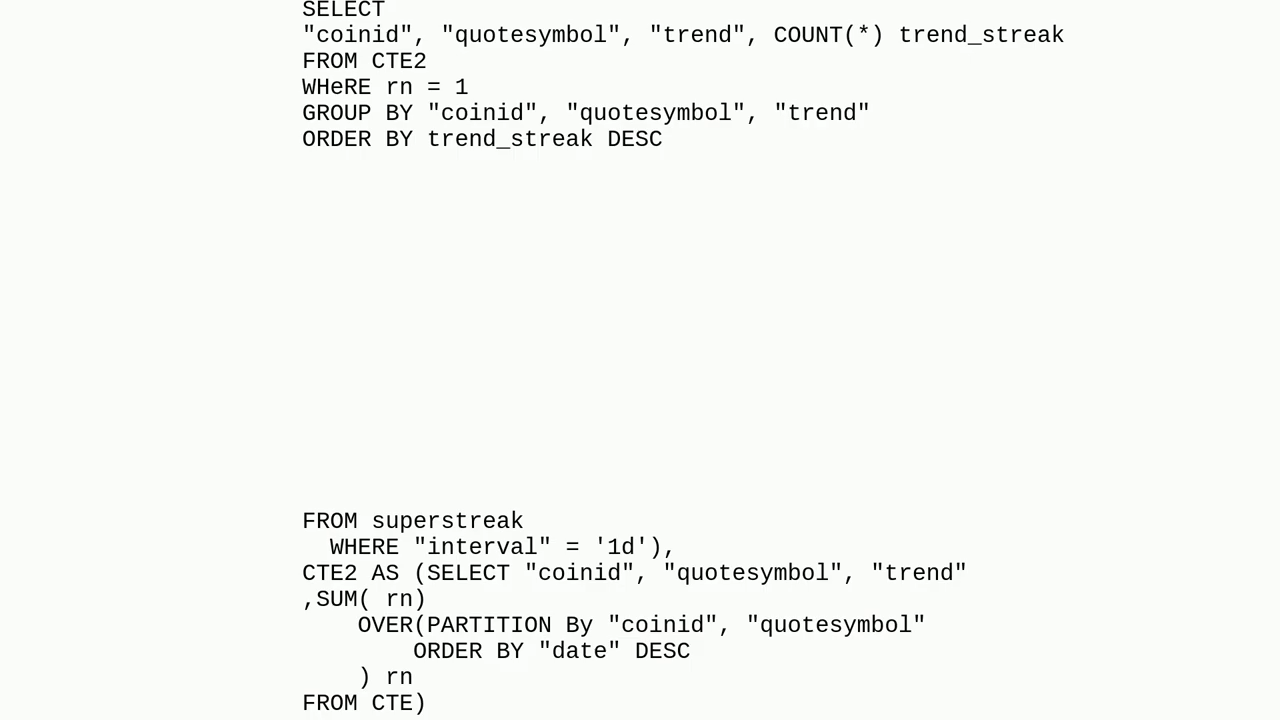 SELECT
"coinid", "quotesymbol", "trend", COUNT(*) trend_streak
FROM CTE2
WHeRE rn = 1
GROUP BY "coinid", "quotesymbol", "trend"
ORDER BY trend_streak DESC
FROM superstreak
  WHERE "interval" = '1d'),
CTE2 AS (SELECT "coinid", "quotesymbol", "trend"
,SUM( rn)
    OVER(PARTITION By "coinid", "quotesymbol"
        ORDER BY "date" DESC
    ) rn
FROM CTE)